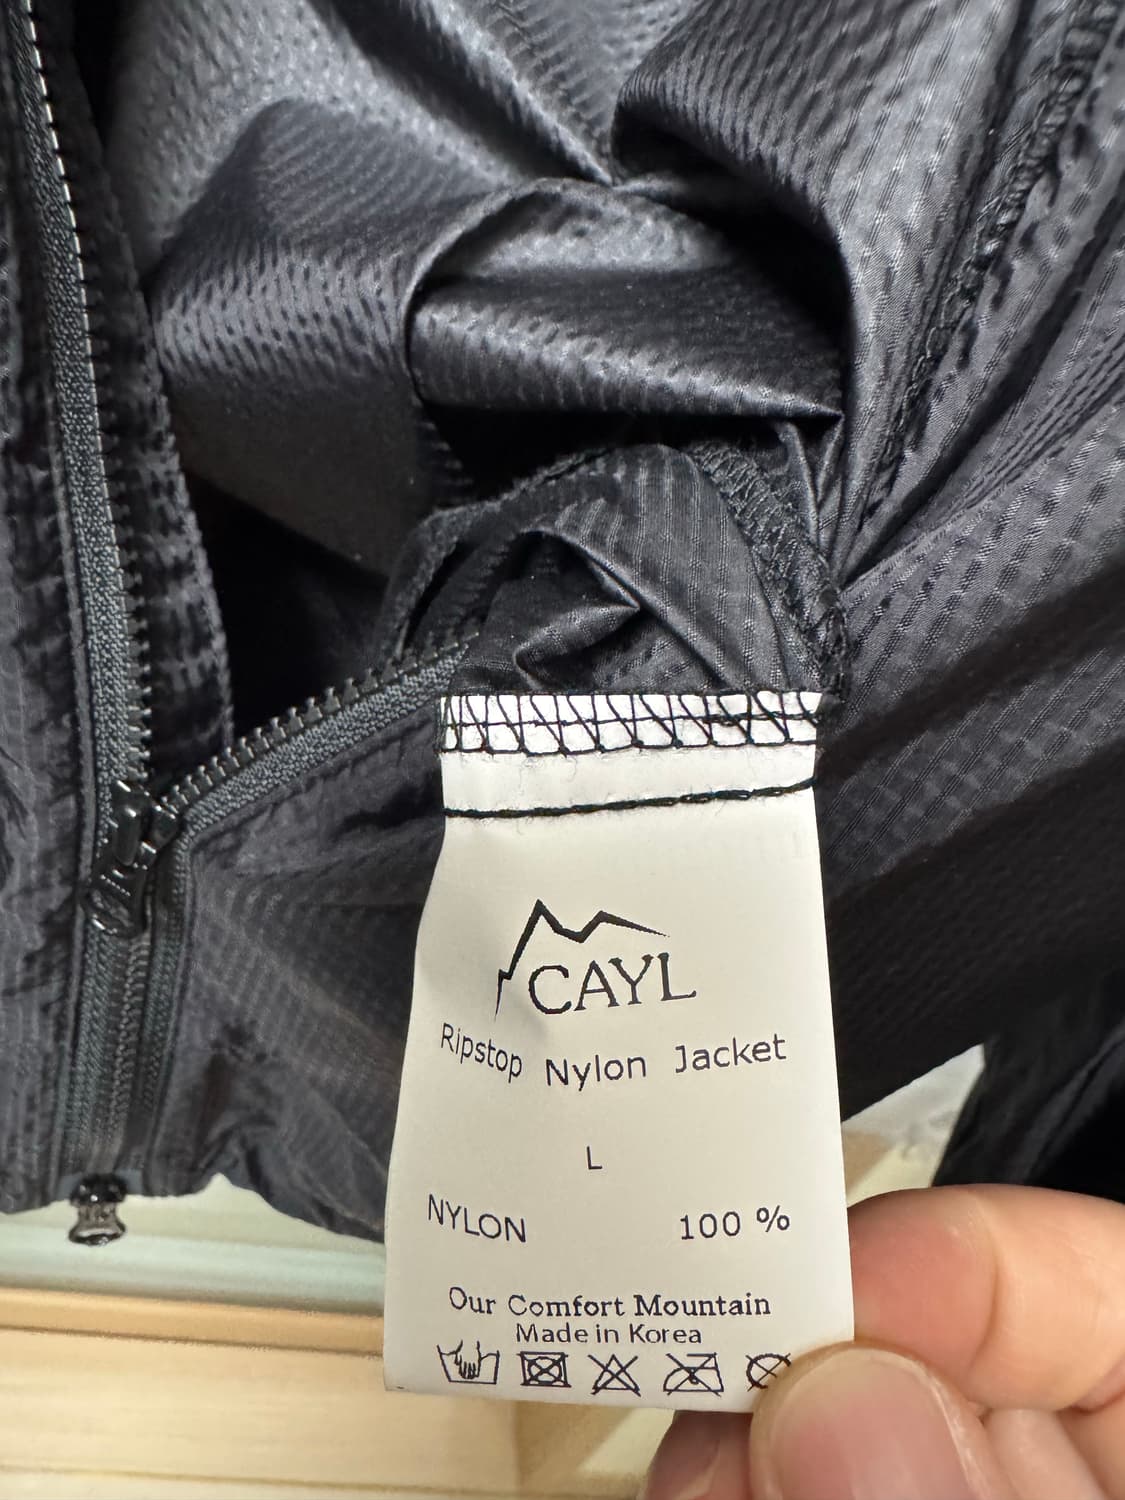 CAYL
Ripstop Nylon Jacket
L
NYLON 100 %
Our Comfort Mountain
Made in Korea